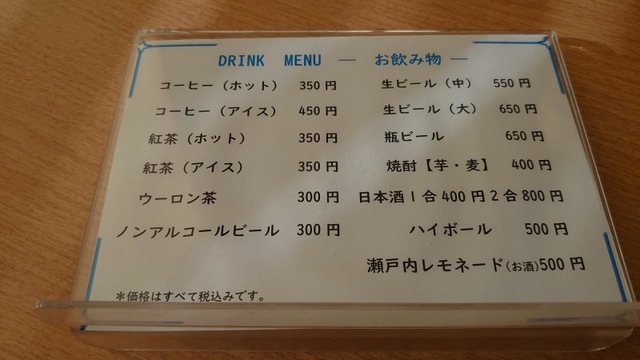 DRINK MENU — お飲み物 —
コーヒー（ホット） 350 円
コーヒー（アイス） 450 円
紅茶（ホット） 350 円
紅茶（アイス） 350 円
ウーロン茶 300 円
ノンアルコールビール 300 円
生ビール（中） 550 円
生ビール（大） 650 円
瓶ビール 650 円
焼酎【芋・麦】 400 円
日本酒 1 合 400 円 2 合 800 円
ハイボール 500 円
瀬戸内レモネード(お酒) 500 円
＊価格はすべて税込みです。